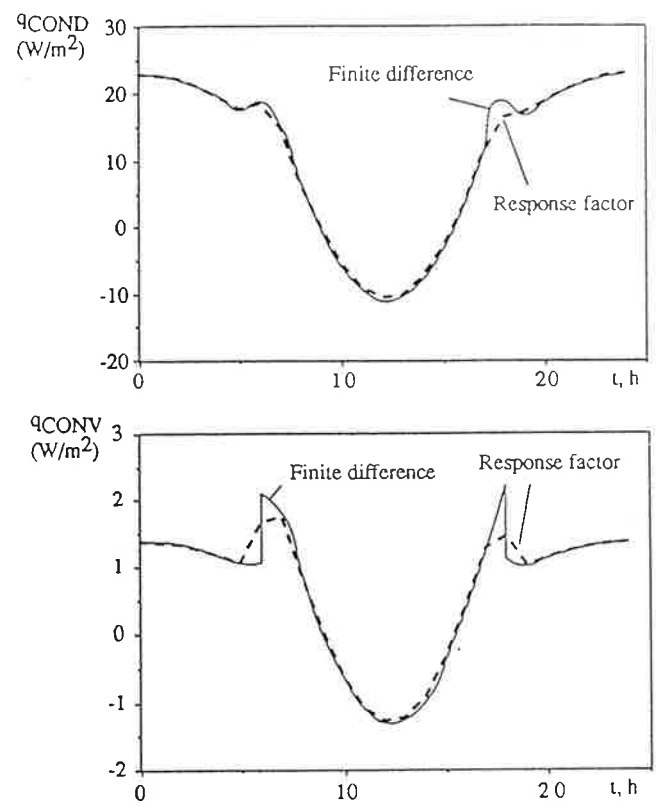 qCOND
(W/m2)
30
20
10
0
-10
-20
Finite difference
Response factor
0
10
20
t, h
qCONV
(W/m2)
3
2
1
0
-1
-2
Finite difference
Response factor
0
10
20
t, h